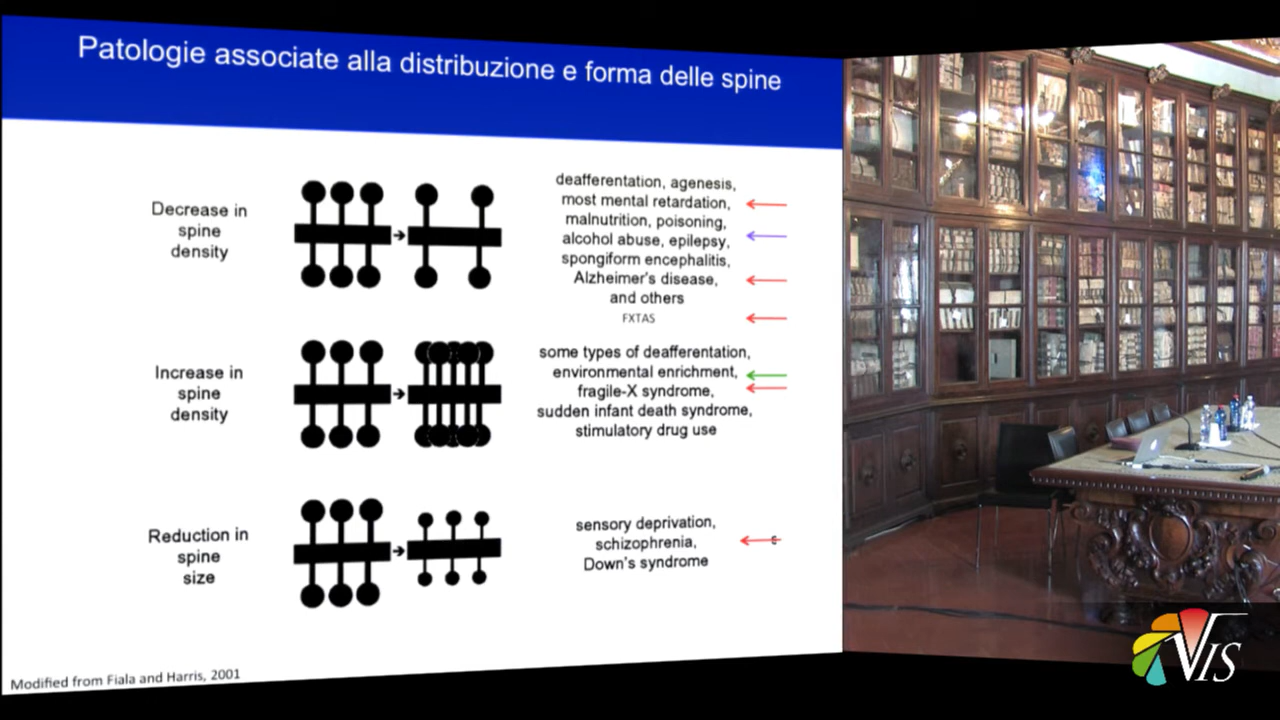 Patologie associate alla distribuzione e forma delle spine
Decrease in
spine
density
deafferentation, agenesis,
most mental retardation,
malnutrition, poisoning,
alcohol abuse, epilepsy,
spongiform encephalitis,
Alzheimer's disease,
and others
FXTAS
Increase in
spine
density
some types of deafferentation,
environmental enrichment,
fragile-X syndrome,
sudden infant death syndrome,
stimulatory drug use
Reduction in
spine
size
sensory deprivation,
schizophrenia,
Down's syndrome
Modified from Fiala and Harris, 2001
VIS